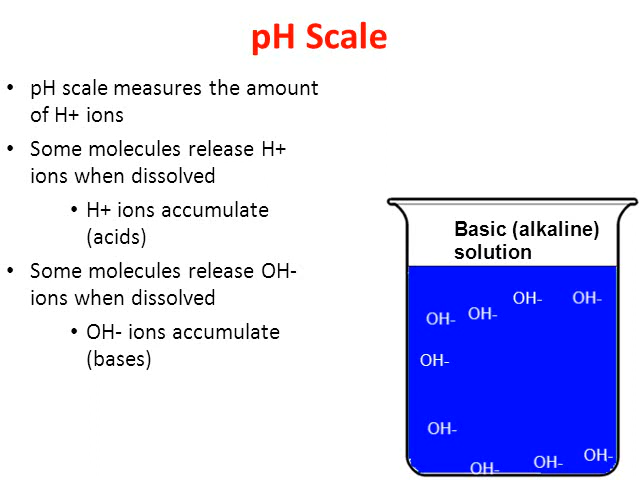 pH Scale
• pH scale measures the amount
of H+ ions
• Some molecules release H+
ions when dissolved
• H+ ions accumulate
(acids)
• Some molecules release OH-
ions when dissolved
• OH- ions accumulate
(bases)
Basic (alkaline)
solution
OH- OH-
OH- OH-
OH-
OH-
OH- OH- OH-